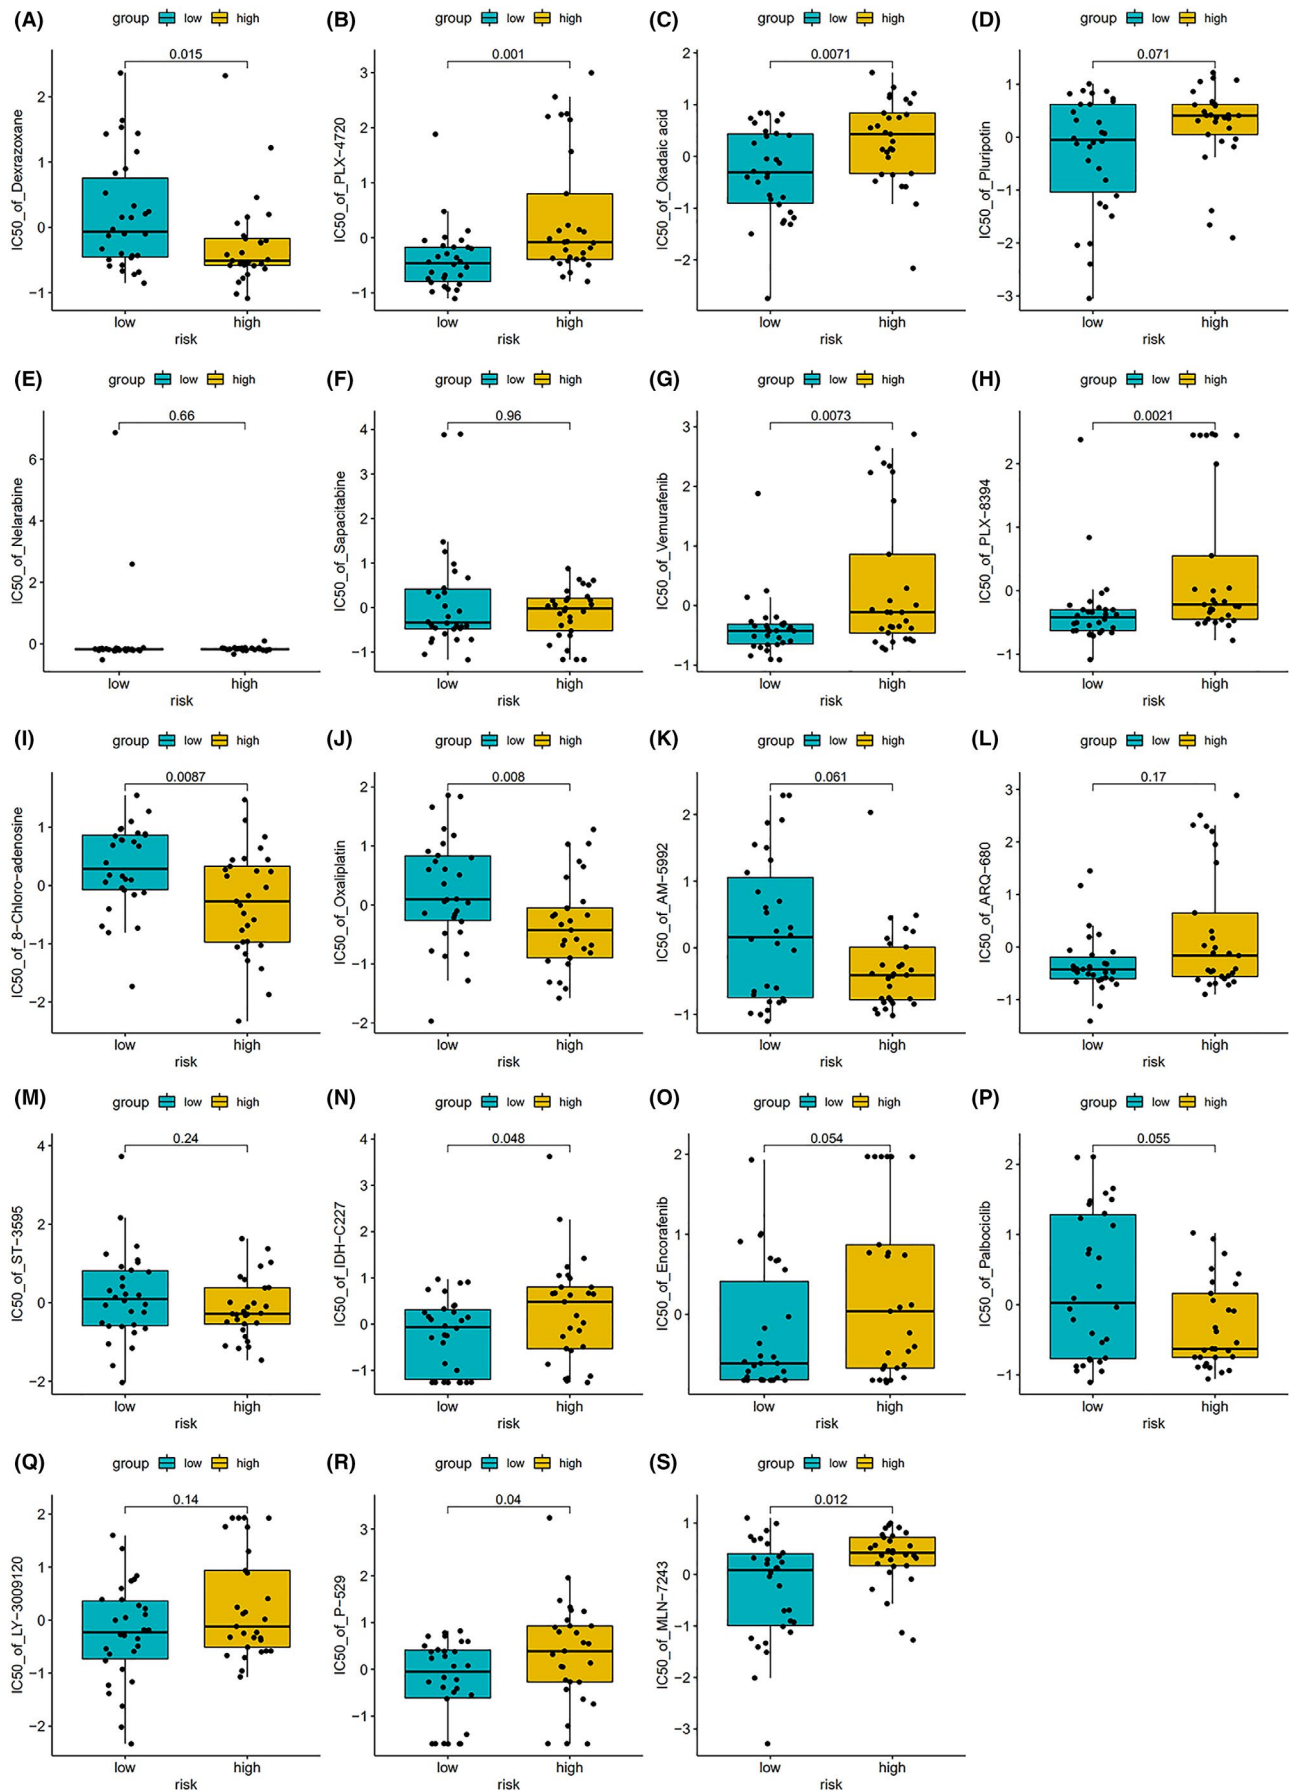 (A) group low high
0.015
IC50_of_Dexrazoxane
2
1
0
−1
low high
risk
(B) group low high
0.001
IC50_of_PLX−4720
3
2
1
0
−1
low high
risk
(C) group low high
0.0071
IC50_of_Okadaic acid
2
1
0
−1
−2
low high
risk
(D) group low high
0.071
IC50_of_Pluripotin
1
0
−1
−2
−3
low high
risk
(E) group low high
0.66
IC50_of_Nelarabine
6
4
2
0
low high
risk
(F) group low high
0.96
IC50_of_Sapacitabine
4
3
2
1
0
−1
low high
risk
(G) group low high
0.0073
IC50_of_Vemurafenib
3
2
1
0
−1
low high
risk
(H) group low high
0.0021
IC50_of_PLX−8394
2
1
0
−1
low high
risk
(I) group low high
0.0087
IC50_of_8−Chloro−adenosine
1
0
−1
−2
low high
risk
(J) group low high
0.008
IC50_of_Oxaliplatin
2
1
0
−1
−2
low high
risk
(K) group low high
0.061
IC50_of_AM−5992
2
1
0
−1
low high
risk
(L) group low high
0.17
IC50_of_ARQ−680
3
2
1
0
−1
low high
risk
(M) group low high
0.24
IC50_of_ST−3595
4
2
0
−2
low high
risk
(N) group low high
0.048
IC50_of_IDH−C227
4
3
2
1
0
−1
low high
risk
(O) group low high
0.054
IC50_of_Encorafenib
2
1
0
low high
risk
(P) group low high
0.055
IC50_of_Palbociclib
2
1
0
−1
low high
risk
(Q) group low high
0.14
IC50_of_LY−3009120
2
1
0
−1
−2
low high
risk
(R) group low high
0.04
IC50_of_P−529
3
2
1
0
−1
low high
risk
(S) group low high
0.012
IC50_of_MLN−7243
1
0
−1
−2
−3
low high
risk